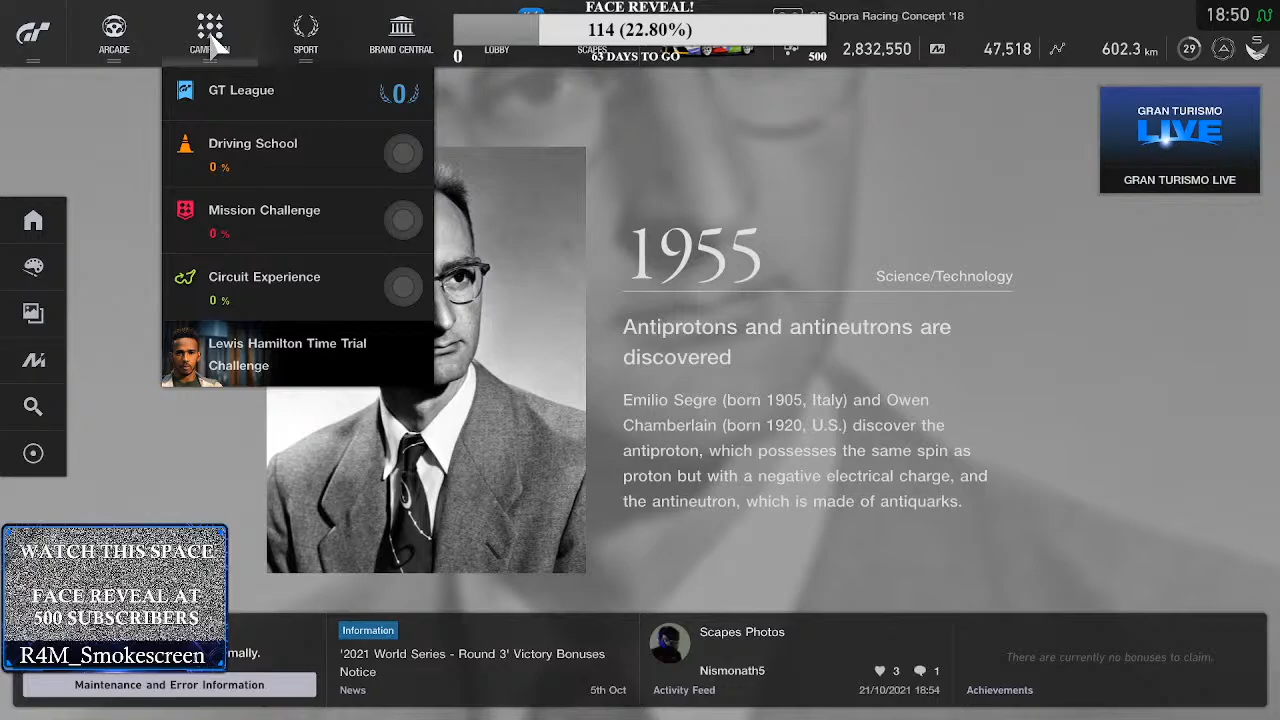 FACE REVEAL!
114 (22.80%)
0
63 DAYS TO GO
500
ARCADE
SPORT
BRAND CENTRAL
LOBBY
SCAPES
Supra Racing Concept '18
18:50
2,832,550
47,518
602.3 km
29
GT League
0
Driving School
0 %
Mission Challenge
0 %
Circuit Experience
0 %
Lewis Hamilton Time Trial
Challenge
GRAN TURISMO
LIVE
GRAN TURISMO LIVE
1955
Science/Technology
Antiprotons and antineutrons are
discovered
Emilio Segre (born 1905, Italy) and Owen
Chamberlain (born 1920, U.S.) discover the
antiproton, which possesses the same spin as
proton but with a negative electrical charge, and
the antineutron, which is made of antiquarks.
WATCH THIS SPACE
FACE REVEAL AT
500 SUBSCRIBERS
R4M_Smokescreen
Maintenance and Error Information
Information
'2021 World Series - Round 3' Victory Bonuses
Notice
News
5th Oct
Scapes Photos
Nismonath5
3
1
Activity Feed
21/10/2021 18:54
There are currently no bonuses to claim.
Achievements